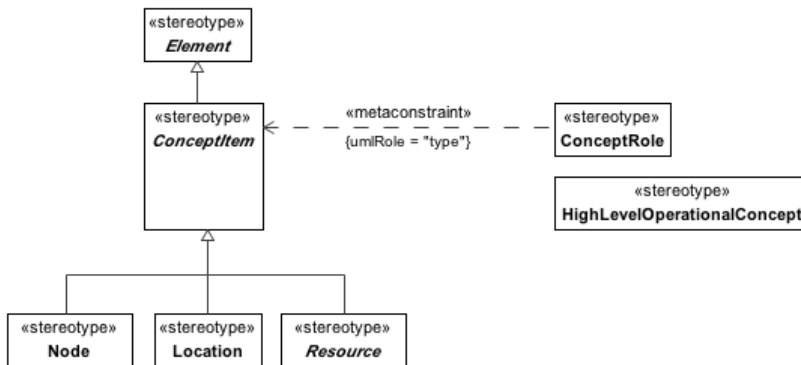 «stereotype»
Element
«stereotype»
ConceptItem
«metaconstraint»
{umlRole = "type"}
«stereotype»
ConceptRole
«stereotype»
HighLevelOperationalConcept
«stereotype»
Node
«stereotype»
Location
«stereotype»
Resource